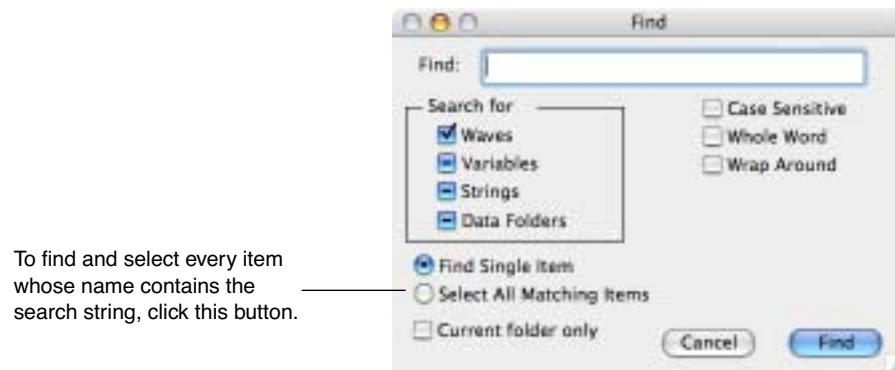 Find
Find:
Search for
Waves
Variables
Strings
Data Folders
Case Sensitive
Whole Word
Wrap Around
To find and select every item
whose name contains the
search string, click this button.
Find Single Item
Select All Matching Items
Current folder only
Cancel
Find